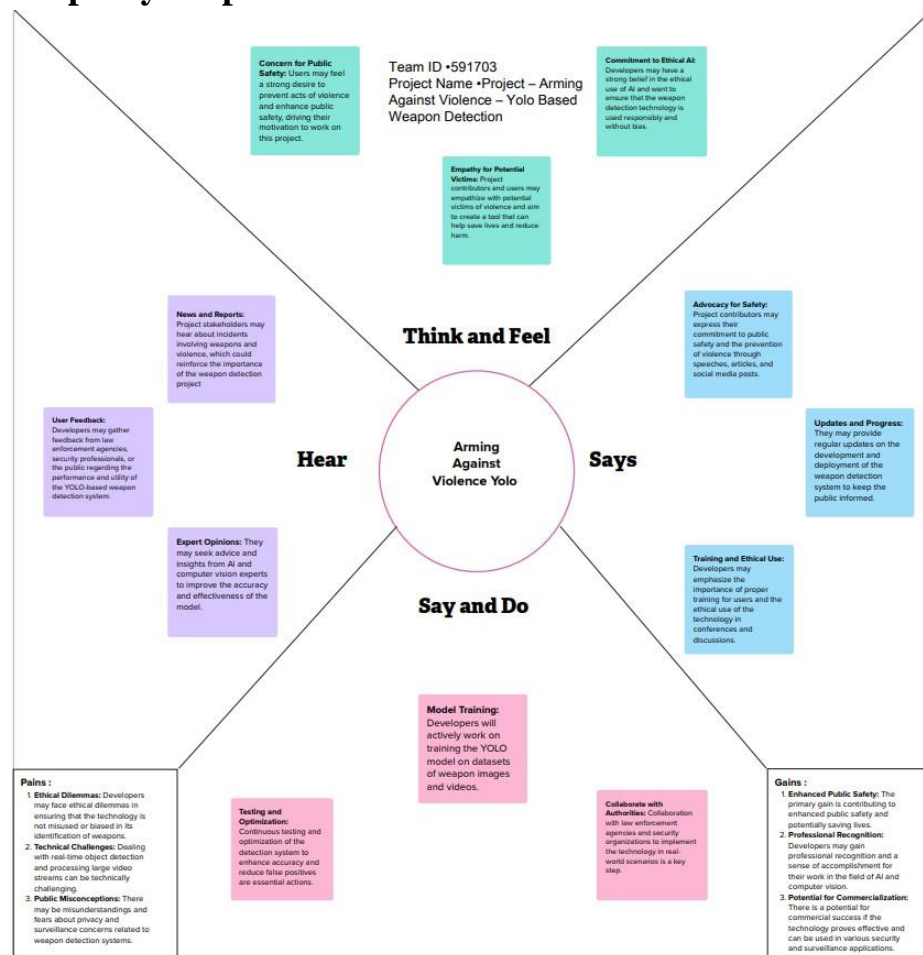 Concern for Public
Safety: Users may feel
a strong desire to
prevent acts of violence
and enhance public
safety, driving their
motivation to work on
this project.
Team ID •591703
Project Name •Project – Arming
Against Violence – Yolo Based
Weapon Detection
Commitment to Ethical AI:
Developers may have a
strong belief in the ethical
use of AI and want to
ensure that the weapon
detection technology is
used responsibly and
without bias.
Empathy for Potential
Victims: Project
contributors and users may
empathize with potential
victims of violence and aim
to create a tool that can
help save lives and reduce
harm.
Think and Feel
News and Reports:
Project stakeholders may
hear about incidents
involving weapons and
violence, which could
reinforce the importance
of the weapon detection
project
User Feedback:
Developers may gather
feedback from law
enforcement agencies,
security professionals, or
the public regarding the
performance and utility of
the YOLO-based weapon
detection system.
Expert Opinions: They
may seek advice and
insights from AI and
computer vision experts
to improve the accuracy
and effectiveness of the
model.
Hear
Arming
Against
Violence Yolo
Says
Advocacy for Safety:
Project contributors may
express their
commitment to public
safety and the prevention
of violence through
speeches, articles, and
social media posts.
Updates and Progress:
They may provide
regular updates on the
development and
deployment of the
weapon detection
system to keep the
public informed.
Training and Ethical Use:
Developers may
emphasize the
importance of proper
training for users and the
ethical use of the
technology in
conferences and
discussions.
Say and Do
Model Training:
Developers will
actively work on
training the YOLO
model on datasets
of weapon images
and videos.
Testing and
Optimization:
Continuous testing and
optimization of the
detection system to
enhance accuracy and
reduce false positives
are essential actions.
Collaborate with
Authorities: Collaboration
with law enforcement
agencies and security
organizations to implement
the technology in real-
world scenarios is a key
step.
Pains :
1. Ethical Dilemmas: Developers
may face ethical dilemmas in
ensuring that the technology is
not misused or biased in its
identification of weapons.
2. Technical Challenges: Dealing
with real-time object detection
and processing large video
streams can be technically
challenging.
3. Public Misconceptions: There
may be misunderstandings and
fears about privacy and
surveillance concerns related to
weapon detection systems.
Gains :
1. Enhanced Public Safety: The
primary gain is contributing to
enhanced public safety and
potentially saving lives.
2. Professional Recognition:
Developers may gain
professional recognition and a
sense of accomplishment for
their work in the field of AI and
computer vision.
3. Potential for Commercialization:
There is a potential for
commercial success if the
technology proves effective and
can be used in various security
and surveillance applications.